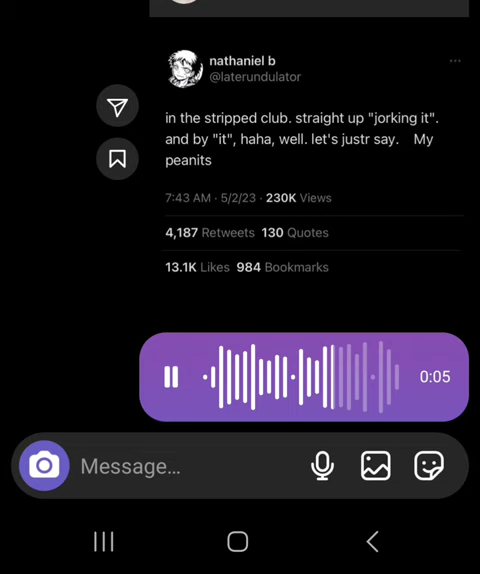 nathaniel b
@laterundulator
in the stripped club. straight up "jorking it".
and by "it", haha, well. let's justr say. My
peanits
7:43 AM · 5/2/23 · 230K Views
4,187 Retweets 130 Quotes
13.1K Likes 984 Bookmarks
0:05
Message...